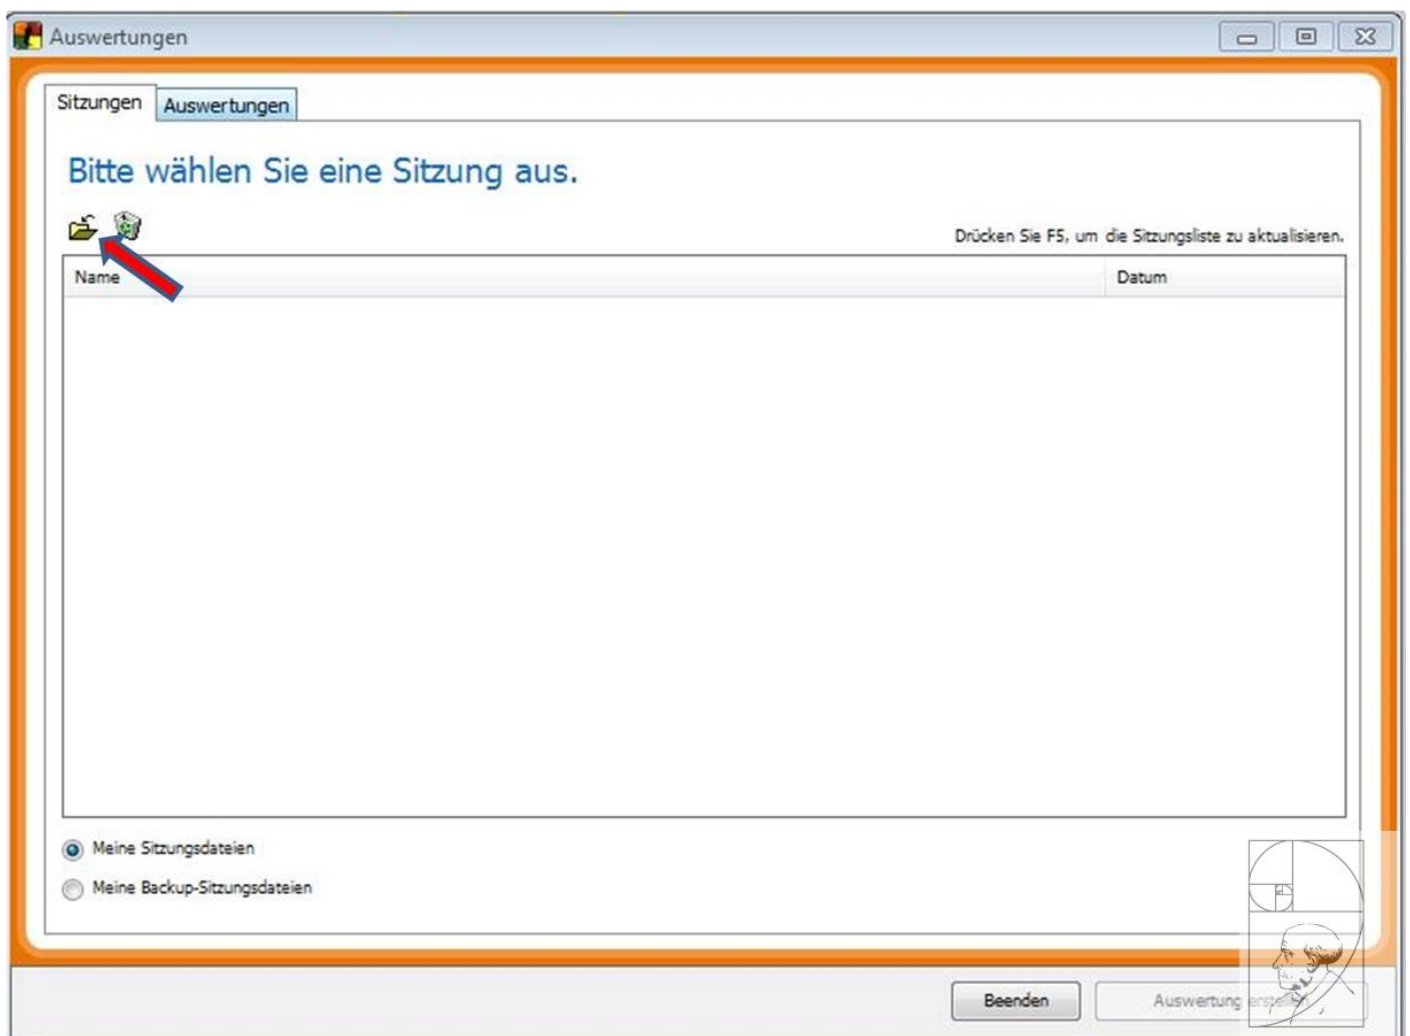 Auswertungen
Sitzungen Auswertungen
Bitte wählen Sie eine Sitzung aus.
Drücken Sie F5, um die Sitzungsliste zu aktualisieren.
Name Datum
Meine Sitzungsdateien
Meine Backup-Sitzungsdateien
Beenden Auswertung erstellen